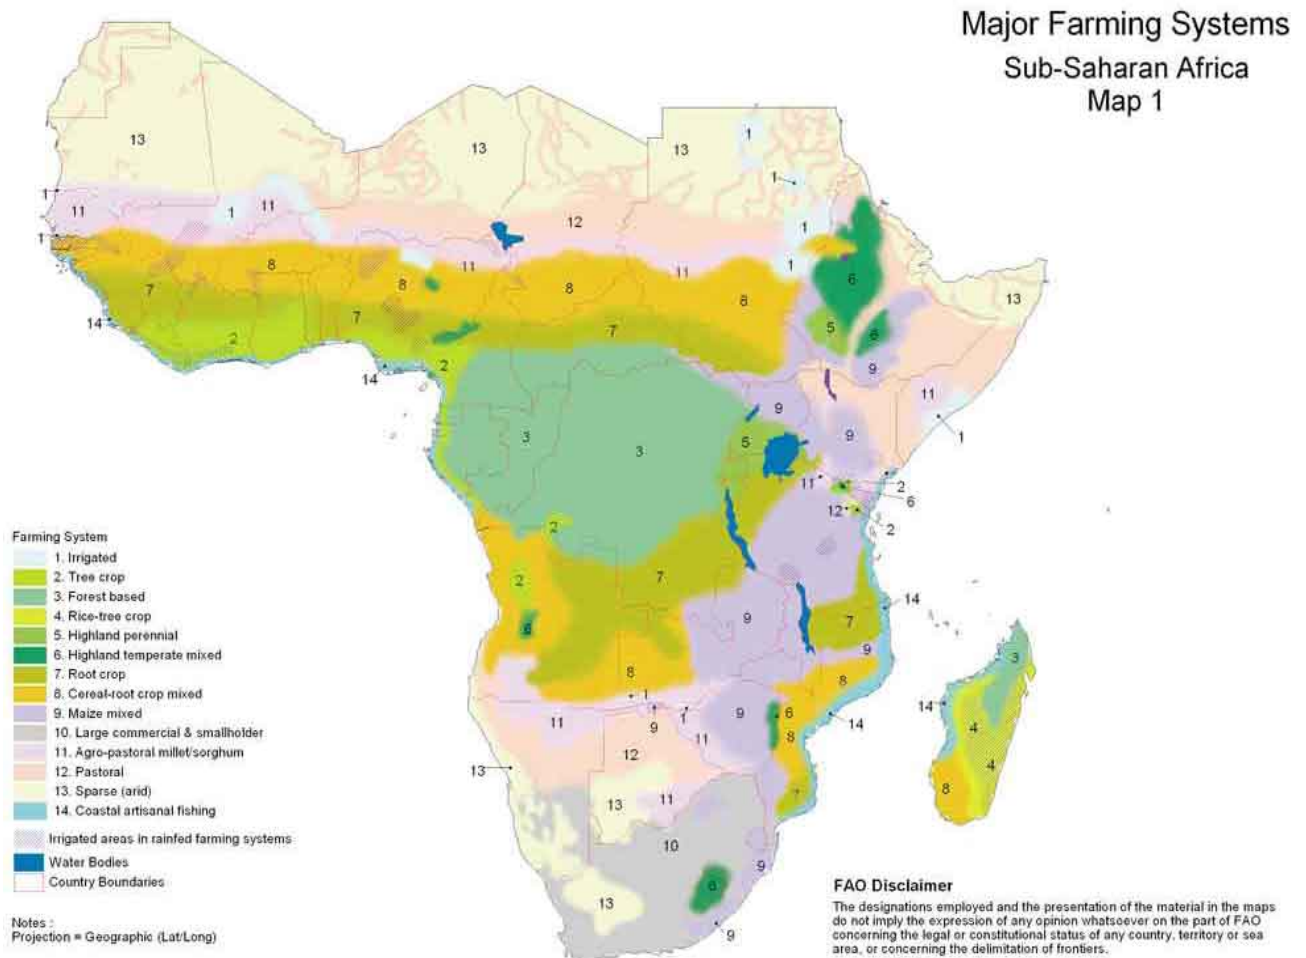 Major Farming Systems
Sub-Saharan Africa
Map 1
13
13
13
1
1
1
11
1
11
12
1
1
11
11
1
8
8
8
8
6
13
7
7
7
5
6
14
2
14
2
9
9
11
1
3
3
5
9
11
2
6
12
2
2
2
7
14
6
9
7
9
3
8
8
1
14
14
4
11
9
1
9
6
8
11
12
4
13
13
11
7
8
10
9
6
13
9
Farming System
1. Irrigated
2. Tree crop
3. Forest based
4. Rice-tree crop
5. Highland perennial
6. Highland temperate mixed
7. Root crop
8. Cereal-root crop mixed
9. Maize mixed
10. Large commercial & smallholder
11. Agro-pastoral millet/sorghum
12. Pastoral
13. Sparse (arid)
14. Coastal artisanal fishing
Irrigated areas in rainfed farming systems
Water Bodies
Country Boundaries
Notes :
Projection = Geographic (Lat/Long)
FAO Disclaimer
The designations employed and the presentation of the material in the maps
do not imply the expression of any opinion whatsoever on the part of FAO
concerning the legal or constitutional status of any country, territory or sea
area, or concerning the delimitation of frontiers.